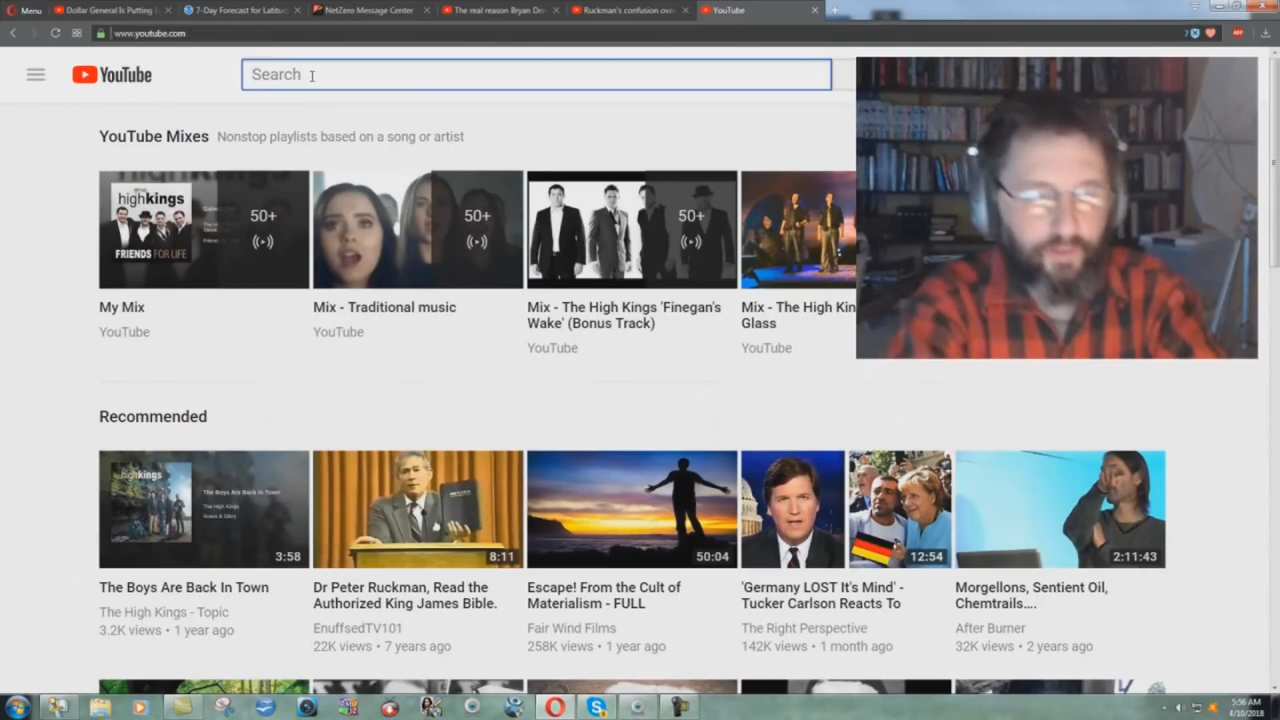 Menu
Dollar General Is Putting
7-Day Forecast for Latitud
NetZero Message Center
The real reason Bryan Den
Ruckman's confusion over
YouTube
www.youtube.com
7
ABP
YouTube
Search
YouTube Mixes Nonstop playlists based on a song or artist
highkings
FRIENDS FOR LIFE
50+
50+
50+
My Mix
YouTube
Mix - Traditional music
YouTube
Mix - The High Kings 'Finegan's
Wake' (Bonus Track)
YouTube
Mix - The High Kin
Glass
YouTube
Recommended
highkings
The Boys Are Back In Town
The High Kings
Grace & Glory
3:58
8:11
50:04
12:54
2:11:43
The Boys Are Back In Town
The High Kings - Topic
3.2K views • 1 year ago
Dr Peter Ruckman, Read the
Authorized King James Bible.
EnuffsedTV101
22K views • 7 years ago
Escape! From the Cult of
Materialism - FULL
Fair Wind Films
258K views • 1 year ago
'Germany LOST It's Mind' -
Tucker Carlson Reacts To
The Right Perspective
142K views • 1 month ago
Morgellons, Sentient Oil,
Chemtrails....
After Burner
32K views • 2 years ago
5:56 AM
4/10/2018